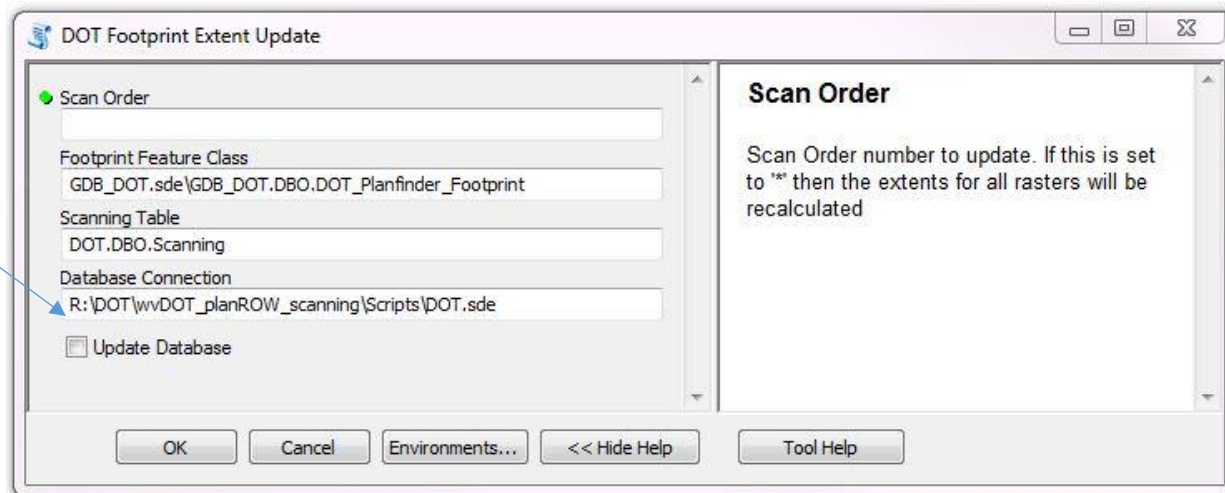 DOT Footprint Extent Update
Scan Order
Footprint Feature Class
GDB_DOT.sde\GDB_DOT.DBO.DOT_Planfinder_Footprint
Scanning Table
DOT.DBO.Scanning
Database Connection
R:\DOT\wvDOT_planROW_scanning\Scripts\DOT.sde
Update Database
Scan Order
Scan Order number to update. If this is set
to '*' then the extents for all rasters will be
recalculated
OK
Cancel
Environments...
<< Hide Help
Tool Help